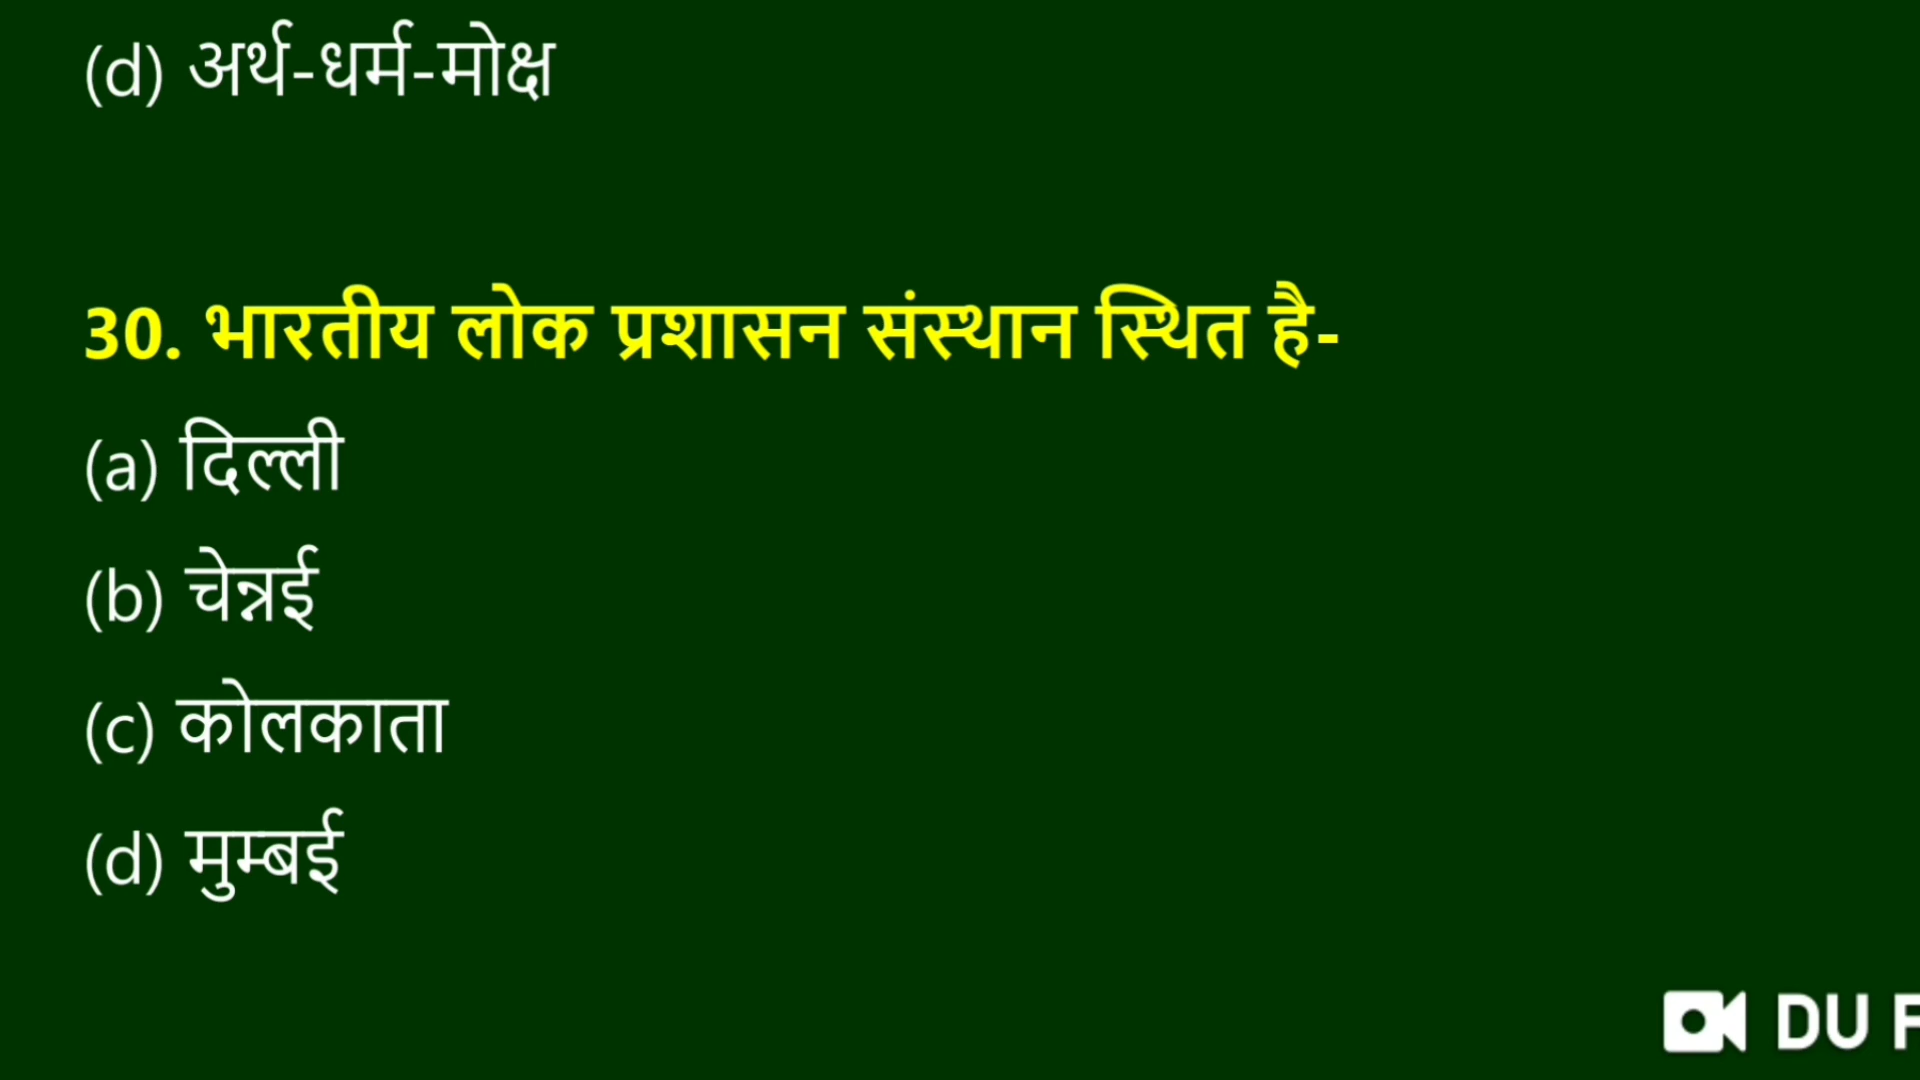 (d) अर्थ-धर्म-मोक्ष
30. भारतीय लोक प्रशासन संस्थान स्थित है-
(a) दिल्ली
(b) चेन्नई
(c) कोलकाता
(d) मुम्बई
DU